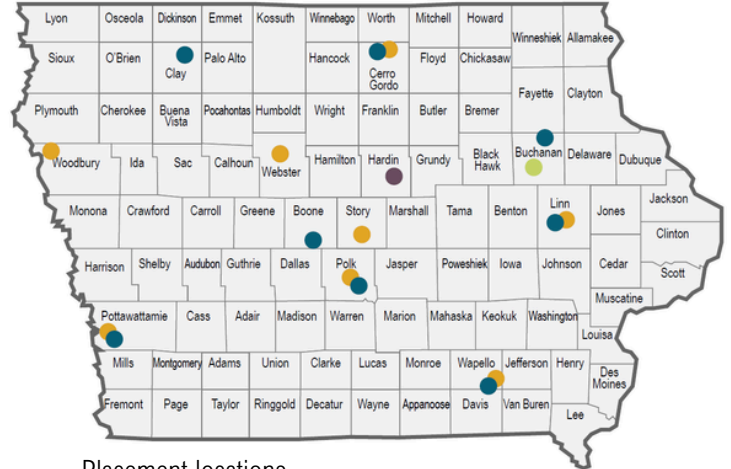 Lyon Osceola Dickinson Emmet Kossuth Winnebago Worth Mitchell Howard
Winneshiek Allamakee
Sioux O'Brien Clay Palo Alto Hancock Cerro Gordo Floyd Chickasaw
Fayette Clayton
Plymouth Cherokee Buena Vista Pocahontas Humboldt Wright Franklin Butler Bremer
Woodbury Ida Sac Calhoun Webster Hamilton Hardin Grundy Black Hawk Buchanan Delaware Dubuque
Monona Crawford Carroll Greene Boone Story Marshall Tama Benton Linn Jones Jackson
Clinton
Harrison Shelby Audubon Guthrie Dallas Polk Jasper Poweshiek Iowa Johnson Cedar Scott
Muscatine
Pottawattamie Cass Adair Madison Warren Marion Mahaska Keokuk Washington
Louisa
Mills Montgomery Adams Union Clarke Lucas Monroe Wapello Jefferson Henry Des Moines
Fremont Page Taylor Ringgold Decatur Wayne Appanoose Davis Van Buren
Lee
Placement locations